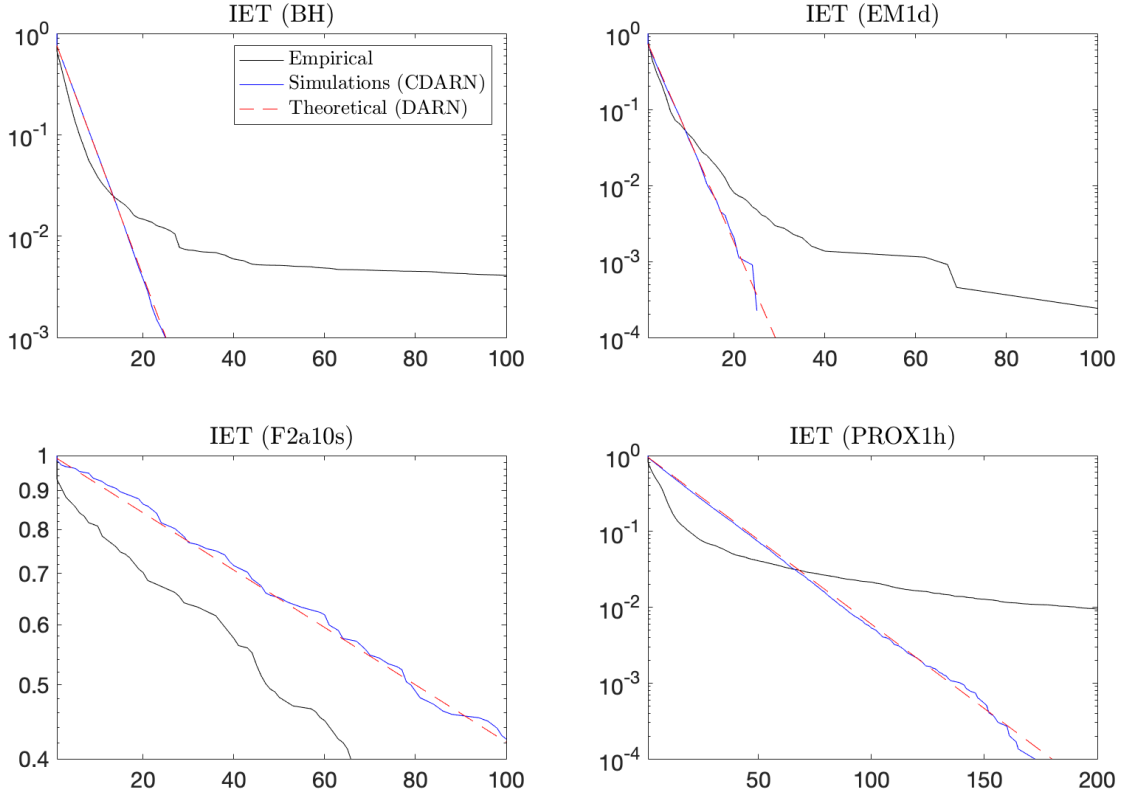 IET (BH)
10^0
10^-1
10^-2
10^-3
20 40 60 80 100
Empirical
Simulations (CDARN)
Theoretical (DARN)
IET (EM1d)
10^0
10^-1
10^-2
10^-3
10^-4
20 40 60 80 100
IET (F2a10s)
1
0.9
0.8
0.7
0.6
0.5
0.4
20 40 60 80 100
IET (PROX1h)
10^0
10^-1
10^-2
10^-3
10^-4
50 100 150 200